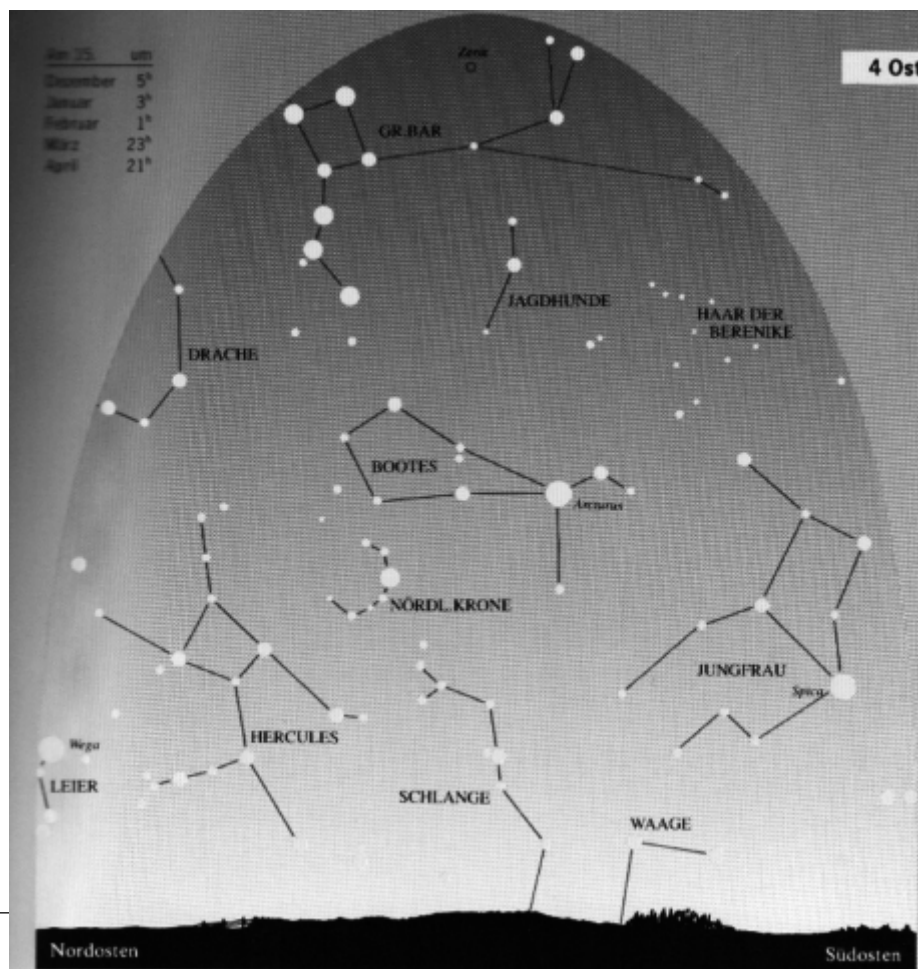 Am 25. um
Dezember 5ʰ
Januar 3ʰ
Februar 1ʰ
März 23ʰ
April 21ʰ
Zenit
4 Ost
GR.BÄR
JAGDHUNDE
HAAR DER
BERENIKE
DRACHE
BOOTES
Arcturus
NÖRDL.KRONE
JUNGFRAU
Spica
HERCULES
Wega
LEIER
SCHLANGE
WAAGE
Nordosten
Südosten